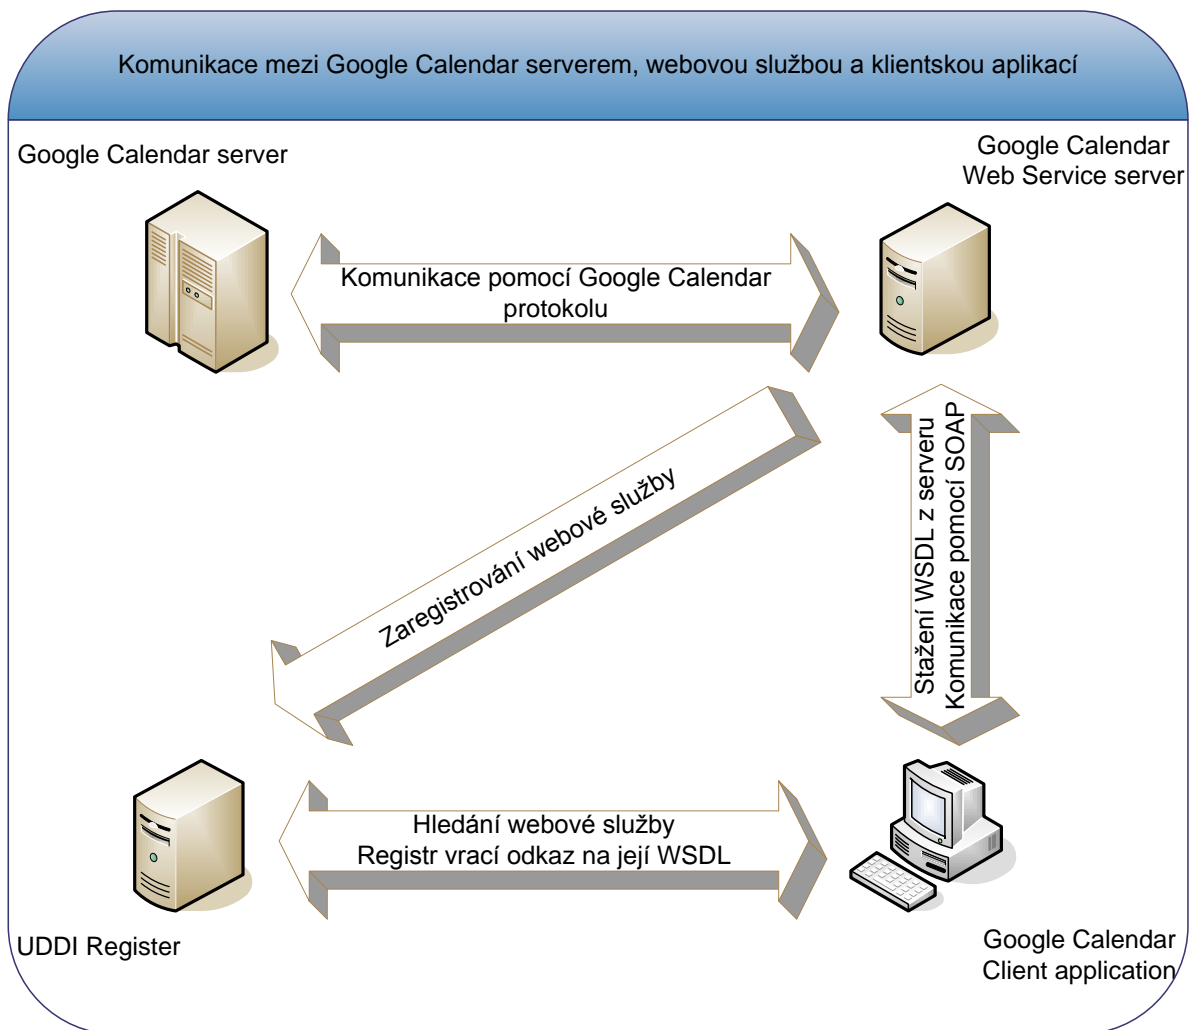 Komunikace mezi Google Calendar serverem, webovou službou a klientskou aplikací
Google Calendar server
Google Calendar
Web Service server
Komunikace pomocí Google Calendar
protokolu
Zaregistrování webové služby
Stažení WSDL z serveru
Komunikace pomocí SOAP
Hledání webové služby
Registr vrací odkaz na její WSDL
UDDI Register
Google Calendar
Client application